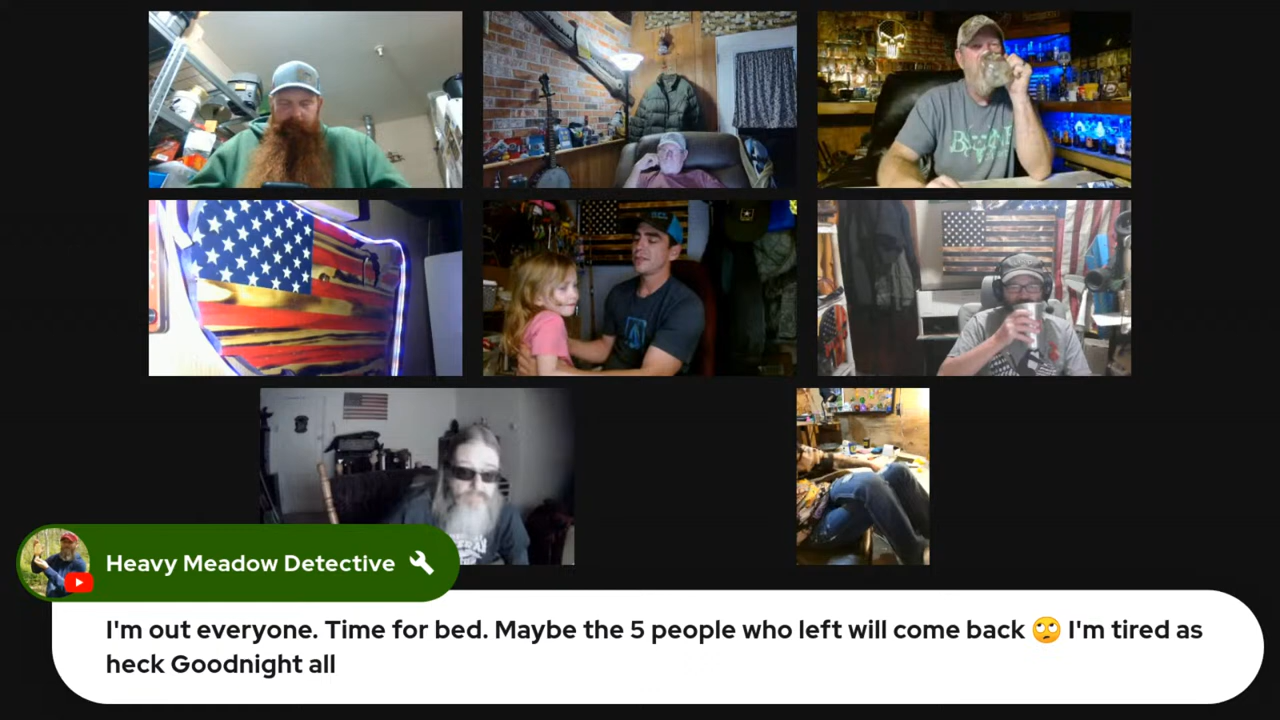 Heavy Meadow Detective
I'm out everyone. Time for bed. Maybe the 5 people who left will come back 🙄 I'm tired as
heck Goodnight all